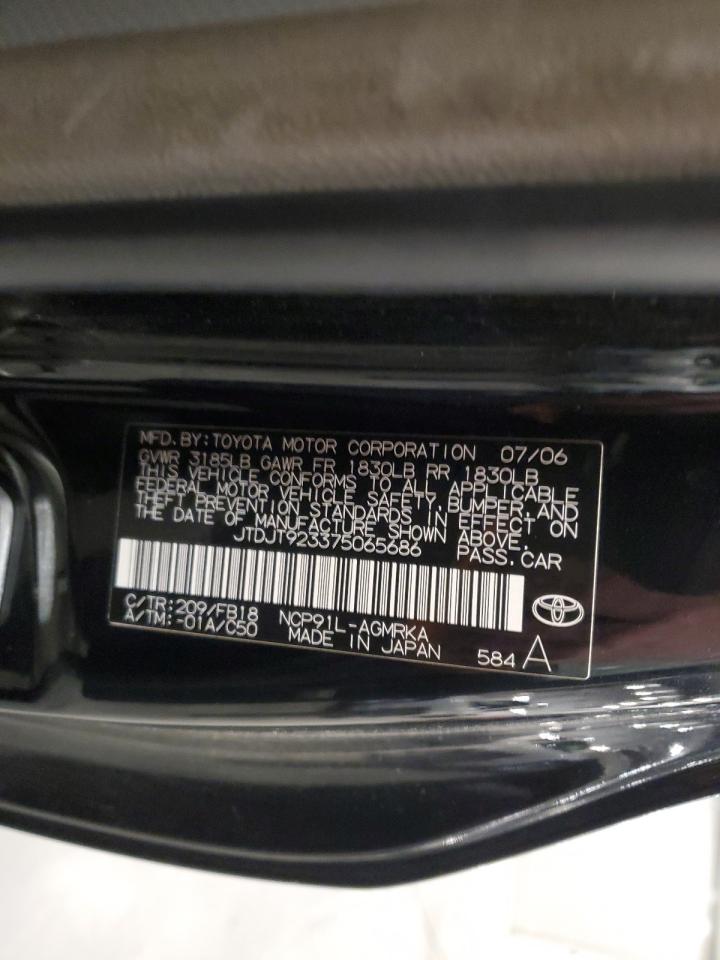 MFD.BY:TOYOTA MOTOR CORPORATION 07/06
GVWR 3185LB GAWR FR 1830LB RR 1830LB
THIS VEHICLE CONFORMS TO ALL APPLICABLE
FEDERAL MOTOR VEHICLE SAFETY,BUMPER,AND
THEFT PREVENTION STANDARDS IN EFFECT ON
THE DATE OF MANUFACTURE SHOWN ABOVE.
JTDJT923375065686 PASS.CAR
C/TR:209/FB18 NCP91L-AGMRKA
A/TM:-01A/C50 MADE IN JAPAN 584 A